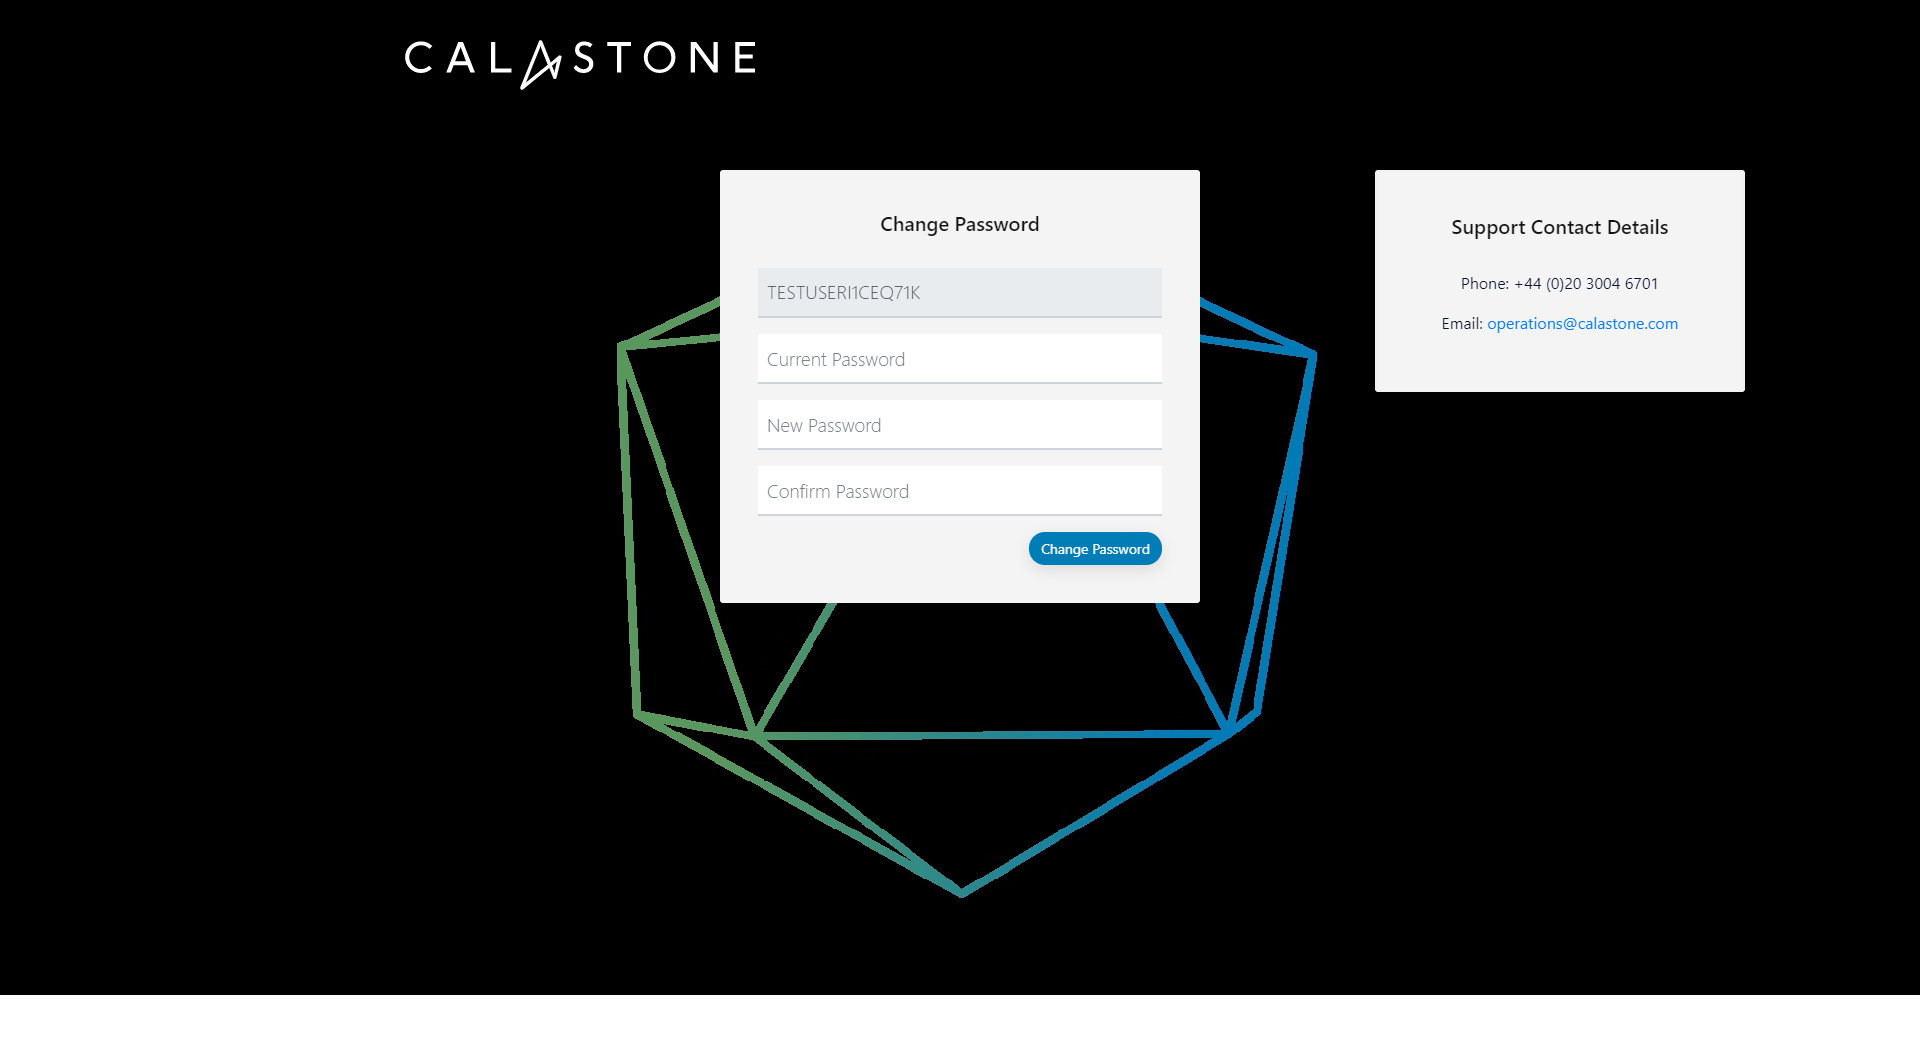 CALASTONE
Change Password
TESTUSERI1CEQ71K
Current Password
New Password
Confirm Password
Change Password
Support Contact Details
Phone: +44 (0)20 3004 6701
Email: operations@calastone.com